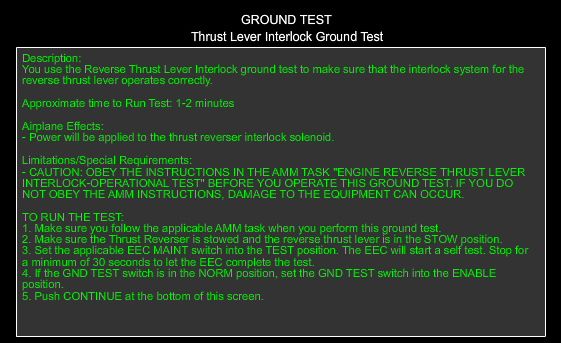 GROUND TEST
Thrust Lever Interlock Ground Test
Description:
You use the Reverse Thrust Lever Interlock ground test to make sure that the interlock system for the
reverse thrust lever operates correctly.
Approximate time to Run Test: 1-2 minutes
Airplane Effects:
- Power will be applied to the thrust reverser interlock solenoid.
Limitations/Special Requirements:
- CAUTION: OBEY THE INSTRUCTIONS IN THE AMM TASK "ENGINE REVERSE THRUST LEVER
INTERLOCK-OPERATIONAL TEST" BEFORE YOU OPERATE THIS GROUND TEST. IF YOU DO
NOT OBEY THE AMM INSTRUCTIONS, DAMAGE TO THE EQUIPMENT CAN OCCUR.
TO RUN THE TEST:
1. Make sure you follow the applicable AMM task when you perform this ground test.
2. Make sure the Thrust Reverser is stowed and the reverse thrust lever is in the STOW position.
3. Set the applicable EEC MAINT switch into the TEST position. The EEC will start a self test. Stop for
a minimum of 30 seconds to let the EEC complete the test.
4. If the GND TEST switch is in the NORM position, set the GND TEST switch into the ENABLE
position.
5. Push CONTINUE at the bottom of this screen.